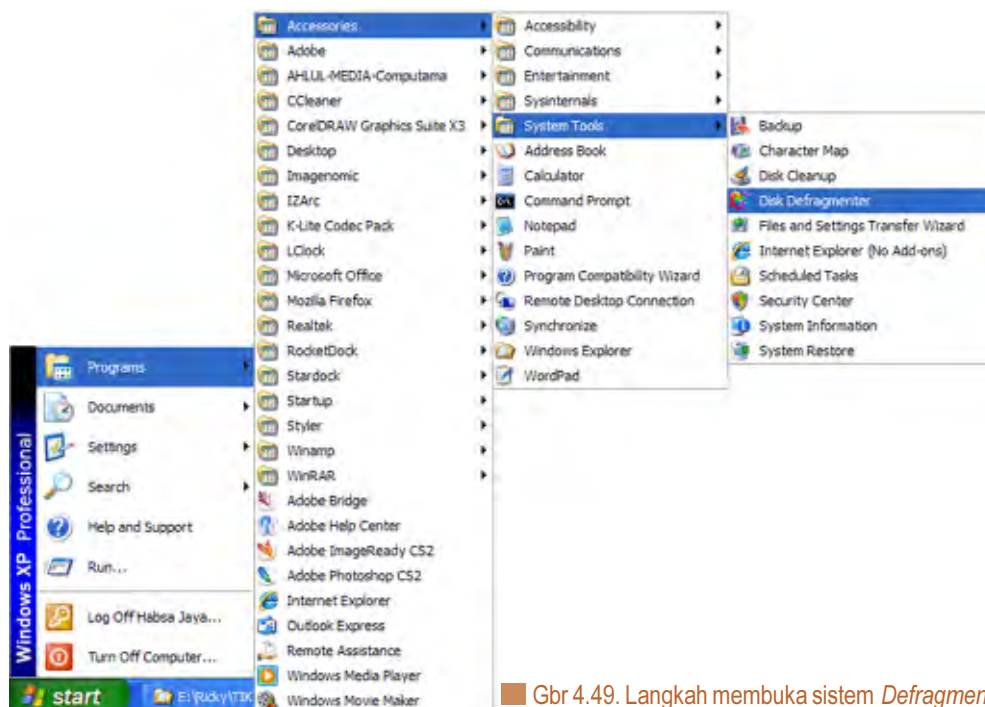 Accessories
Adobe
AHLUL-MEDIA-Computama
CCleaner
CorelDRAW Graphics Suite X3
Desktop
Imagenomic
IZArc
K-Lite Codec Pack
LClock
Microsoft Office
Mozilla Firefox
Realtek
RocketDock
Stardock
Startup
Styler
Winamp
WinRAR
Adobe Bridge
Adobe Help Center
Adobe ImageReady CS2
Adobe Photoshop CS2
Internet Explorer
Outlook Express
Remote Assistance
Windows Media Player
Windows Movie Maker
Accessibility
Communications
Entertainment
Sysinternals
System Tools
Address Book
Calculator
Command Prompt
Notepad
Paint
Program Compatibility Wizard
Remote Desktop Connection
Synchronize
Windows Explorer
WordPad
Backup
Character Map
Disk Cleanup
Disk Defragmenter
Files and Settings Transfer Wizard
Internet Explorer (No Add-ons)
Scheduled Tasks
Security Center
System Information
System Restore
Windows XP Professional
Programs
Documents
Settings
Search
Help and Support
Run...
Log Off Habsa Jaya...
Turn Off Computer...
start
E:\Ricky\TIK
Gbr 4.49. Langkah membuka sistem Defragmen